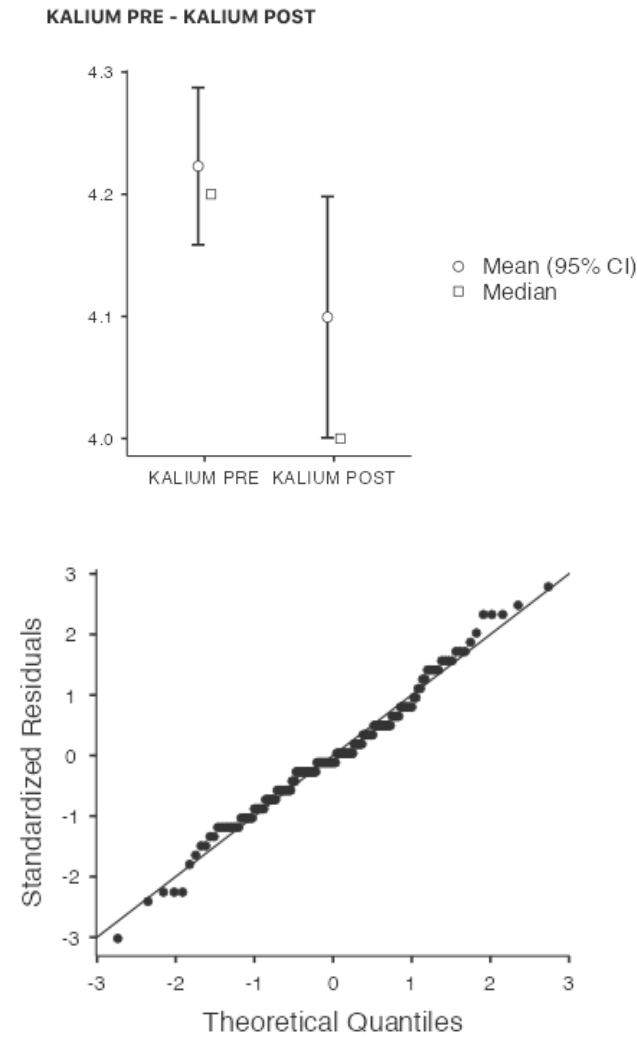 KALIUM PRE - KALIUM POST
4.3
4.2
4.1
4.0
KALIUM PRE KALIUM POST
Mean (95% CI)
Median
3
2
1
0
-1
-2
-3
Standardized Residuals
-3 -2 -1 0 1 2 3
Theoretical Quantiles